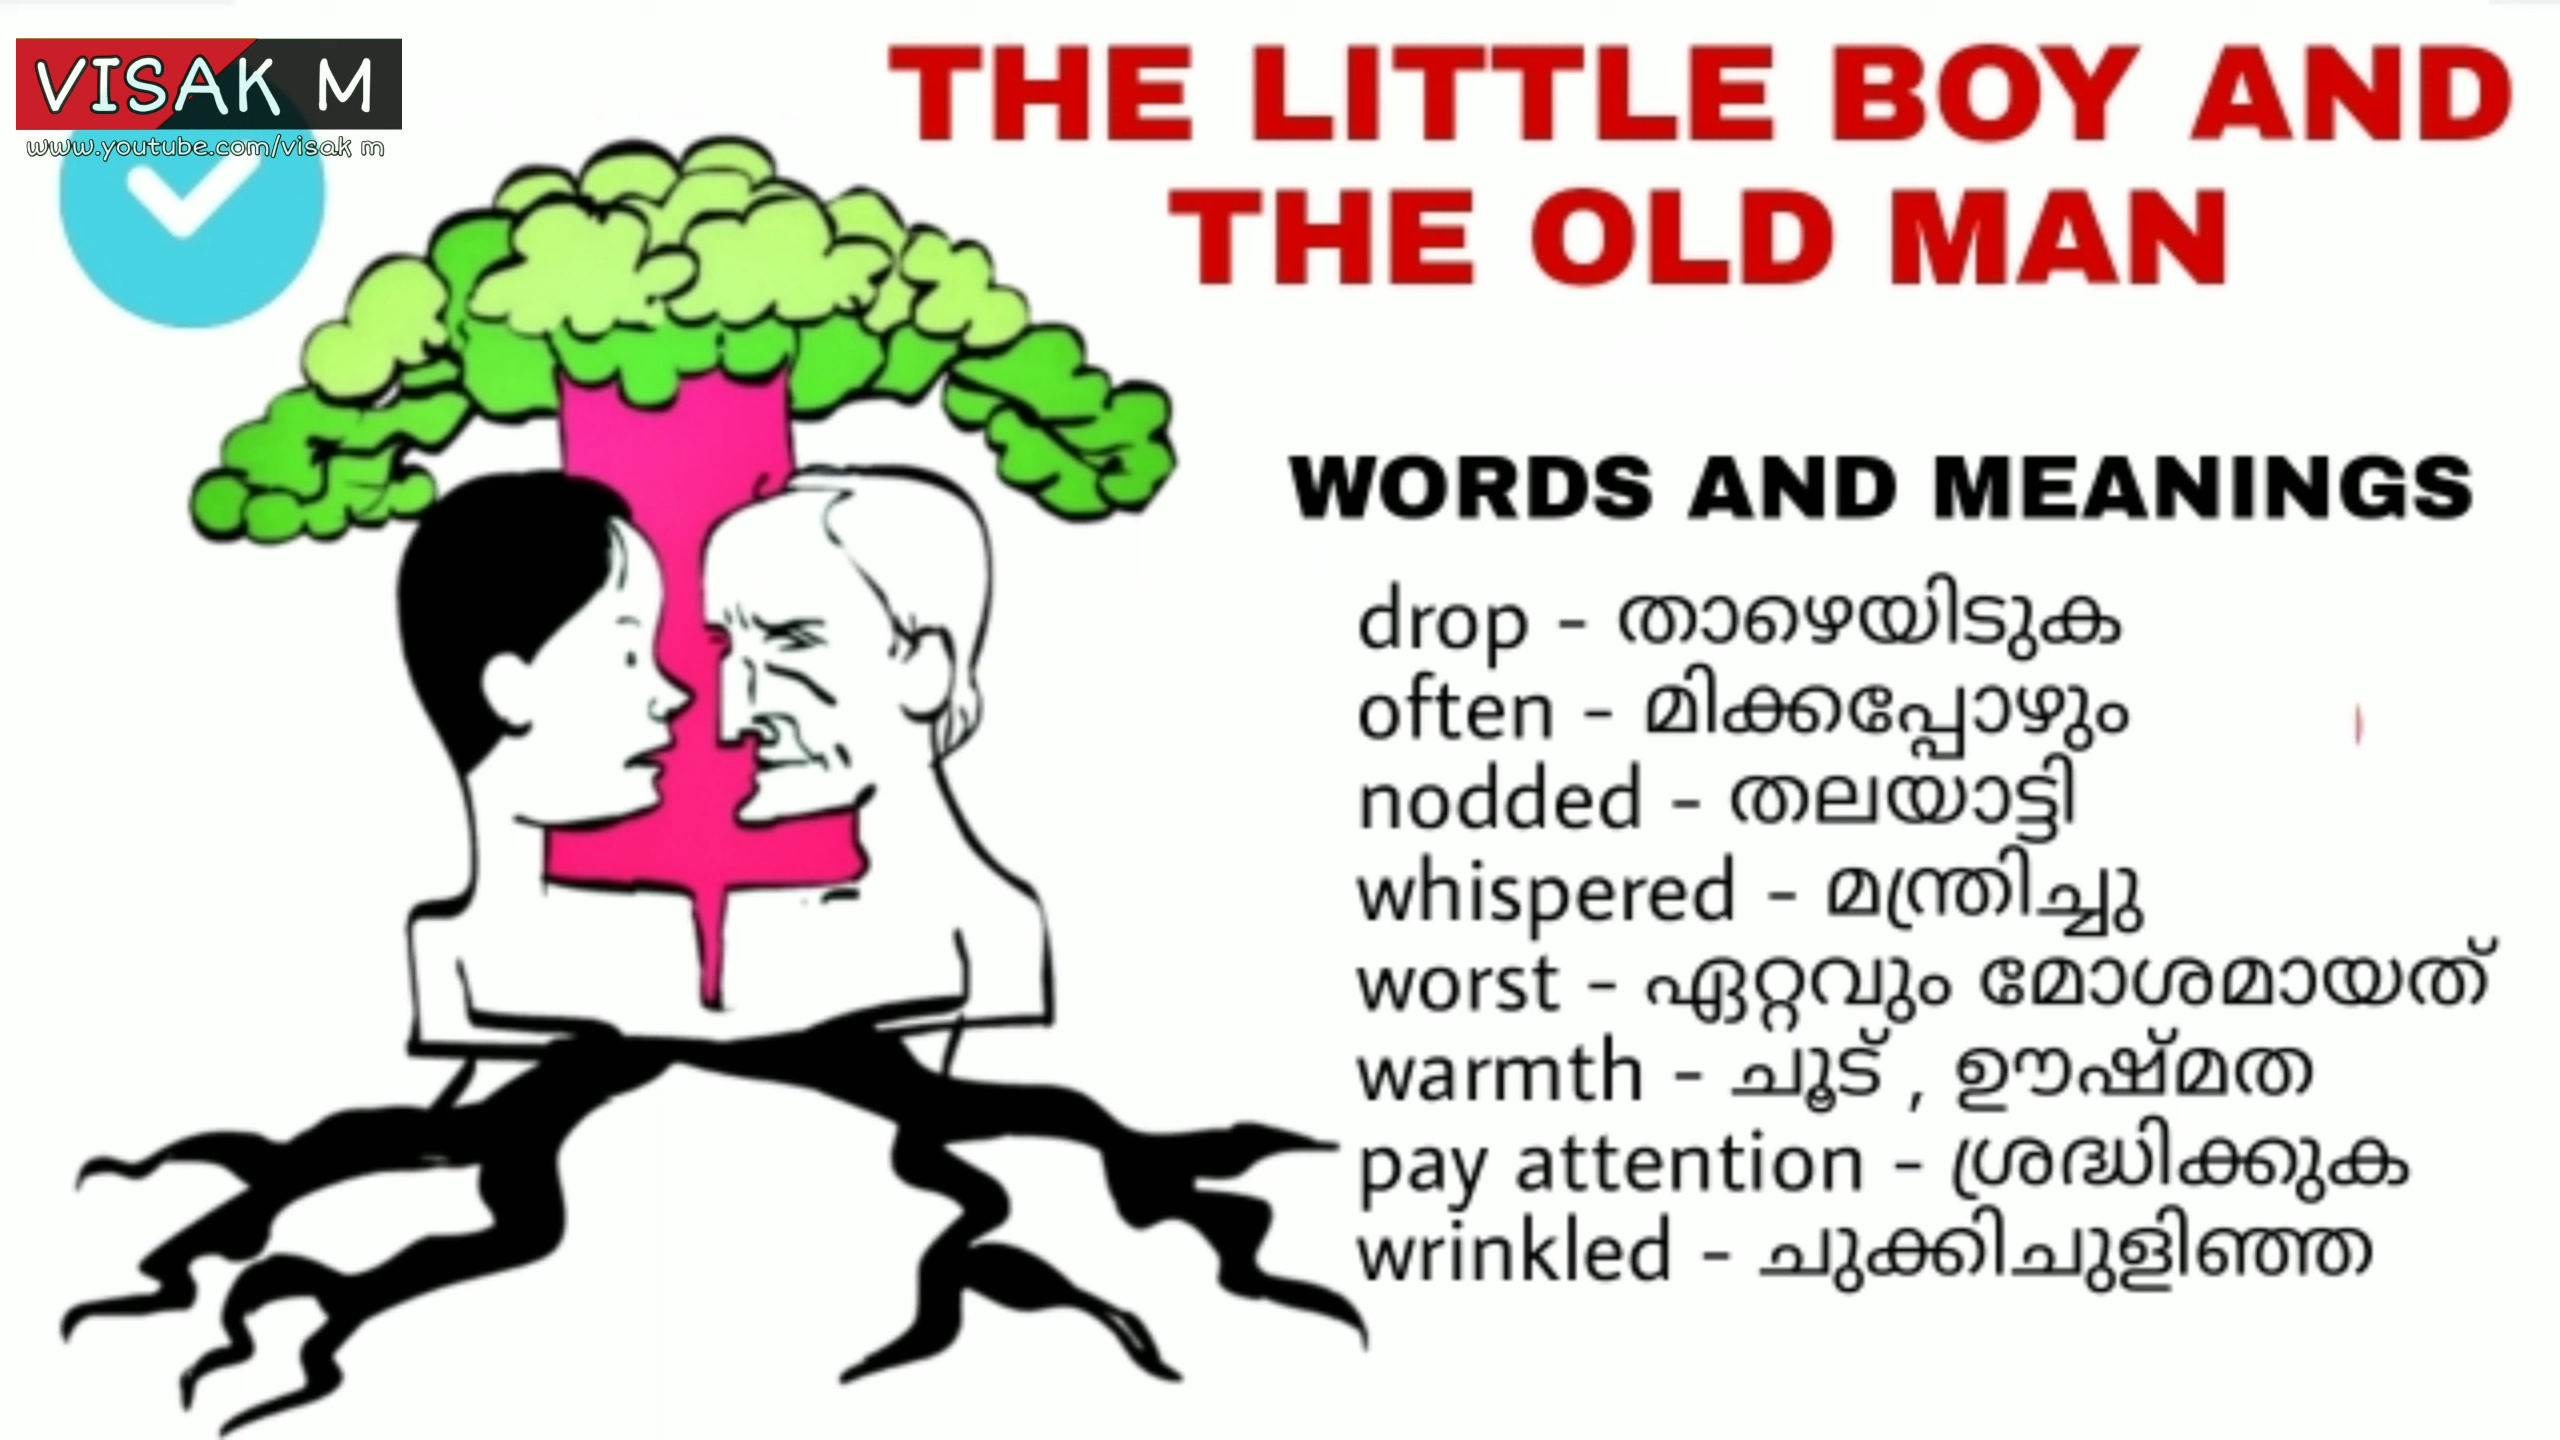 VISAK M
www.youtube.com/visak m
THE LITTLE BOY AND
THE OLD MAN
WORDS AND MEANINGS
drop - താഴെയിടുക
often - മിക്കപ്പോഴും
nodded - തലയാട്ടി
whispered - മന്ത്രിച്ചു
worst - ഏറ്റവും മോശമായത്
warmth - ചൂട് , ഊഷ്മത
pay attention - ശ്രദ്ധിക്കുക
wrinkled - ചുക്കിചുളിഞ്ഞ